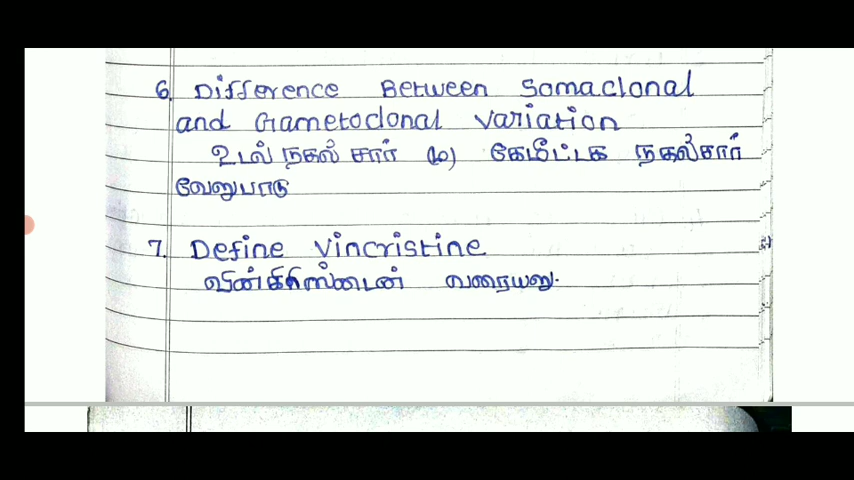 6. Difference Between Somaclonal
and Gametoclonal Variation
உடல் நகல் சார் (ம) கேமீட்டக நகல்சார்
வேறுபாடு
7. Define Vincristine
வின்கிரிஸ்டைன் வரையறு.